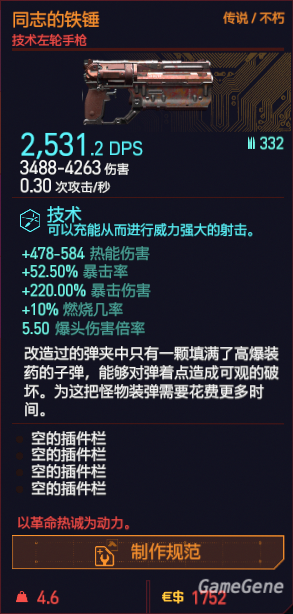 同志的铁锤 传说 / 不朽
技术左轮手枪
2,531.2 DPS 332
3488-4263 伤害
0.30 次攻击/秒
技术
可以充能从而进行威力强大的射击。
+478-584 热能伤害
+52.50% 暴击率
+220.00% 暴击伤害
+10% 燃烧几率
5.50 爆头伤害倍率
改造过的弹夹中只有一颗填满了高爆装
药的子弹，能够对弹着点造成可观的破
坏。为这把怪物装弹需要花费更多时
间。
空的插件栏
空的插件栏
空的插件栏
空的插件栏
以革命热诚为动力。
制作规范
4.6 €$ 1752
GameGene